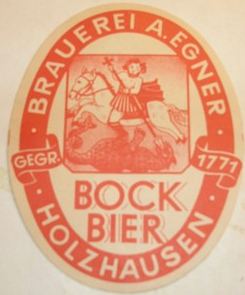 BRAUEREI A. EGNER
GEGR. 1771
BOCK
BIER
HOLZHAUSEN